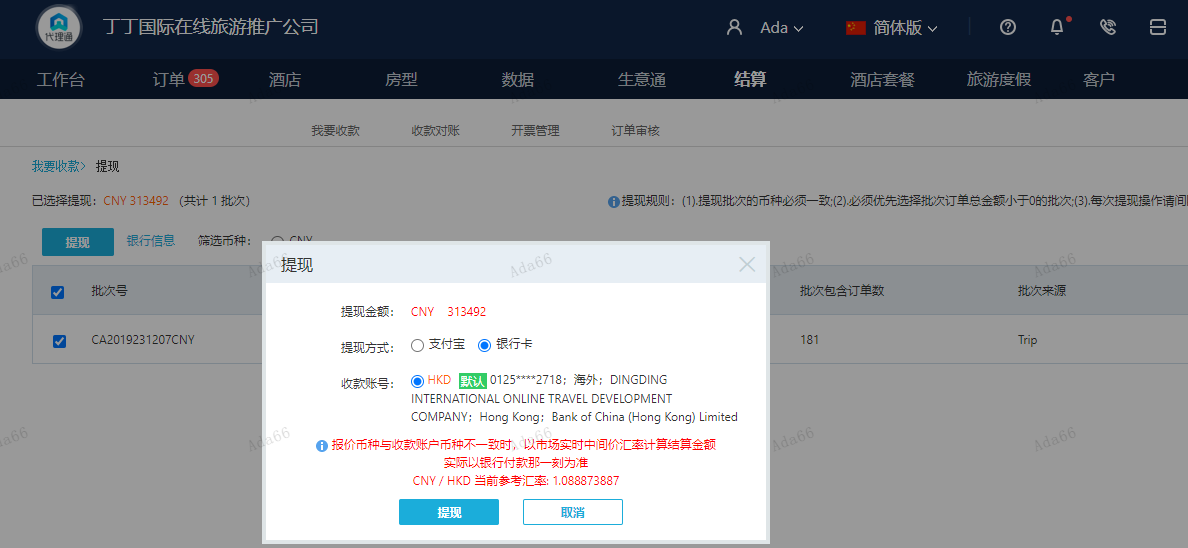 代理通
丁丁国际在线旅游推广公司
Ada
简体版
工作台 订单 305 酒店 房型 数据 生意通 结算 酒店套餐 旅游度假 客户
我要收款 收款对账 开票管理 订单审核
我要收款> 提现
已选择提现: CNY 313492 (共计 1 批次)
提现规则: (1).提现批次的币种必须一致;(2).必须优先选择批次订单总金额小于0的批次;(3).每次提现操作请间
提现 银行信息 筛选币种: CNY
批次号 批次包含订单数 批次来源
CA2019231207CNY 181 Trip
提现
提现金额: CNY 313492
提现方式: 支付宝 银行卡
收款账号: HKD 默认 0125****2718; 海外; DINGDING
INTERNATIONAL ONLINE TRAVEL DEVELOPMENT
COMPANY; Hong Kong; Bank of China (Hong Kong) Limited
报价币种与收款账户币种不一致时, 以市场实时中间价汇率计算结算金额
实际以银行付款那一刻为准
CNY / HKD 当前参考汇率: 1.088873887
提现 取消
Ada66
Ada66
Ada66
Ada66
Ada66
Ada66
Ada66